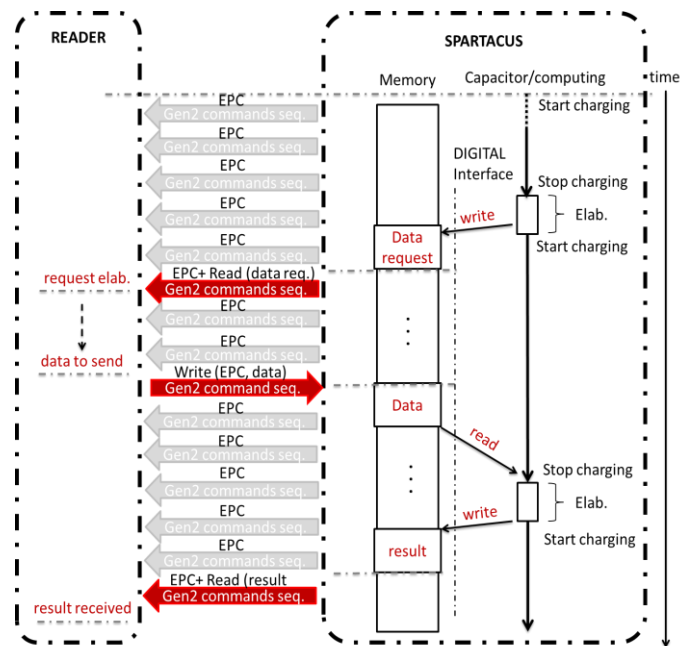 READER
SPARTACUS
Memory
Capacitor/computing
time
EPC
Gen2 commands seq.
Start charging
EPC
Gen2 commands seq.
EPC
Gen2 commands seq.
DIGITAL
Interface
Stop charging
EPC
Gen2 commands seq.
write
Elab.
EPC
Gen2 commands seq.
Data
request
Start charging
request elab.
EPC+ Read (data req.)
Gen2 commands seq.
EPC
Gen2 commands seq.
EPC
Gen2 commands seq.
data to send
Write (EPC, data)
Gen2 command seq.
Data
EPC
Gen2 commands seq.
read
EPC
Gen2 commands seq.
Stop charging
EPC
Gen2 commands seq.
Elab.
write
EPC
Gen2 commands seq.
Start charging
EPC
Gen2 commands seq.
result
EPC+ Read (result
Gen2 commands seq.
result received